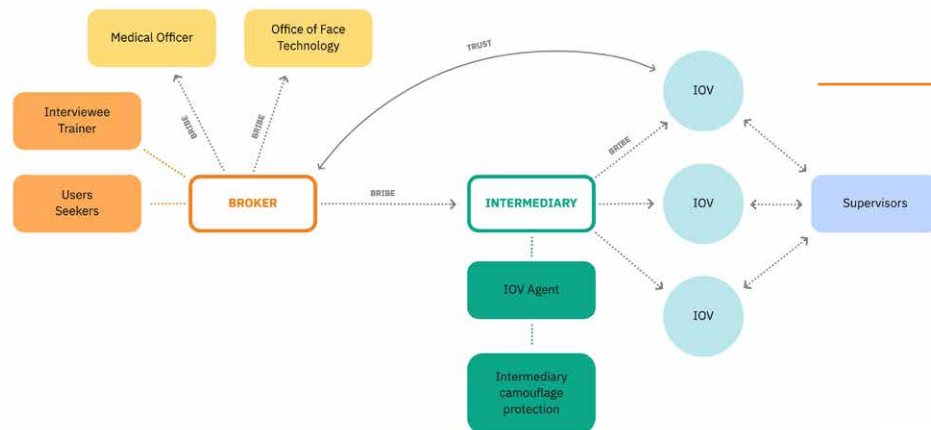 Medical Officer
Office of Face
Technology
TRUST
IOV
Interviewee
Trainer
BRIBE
BRIBE
BRIBE
Users
Seekers
BROKER
BRIBE
INTERMEDIARY
IOV
Supervisors
IOV Agent
IOV
Intermediary
camouflage
protection